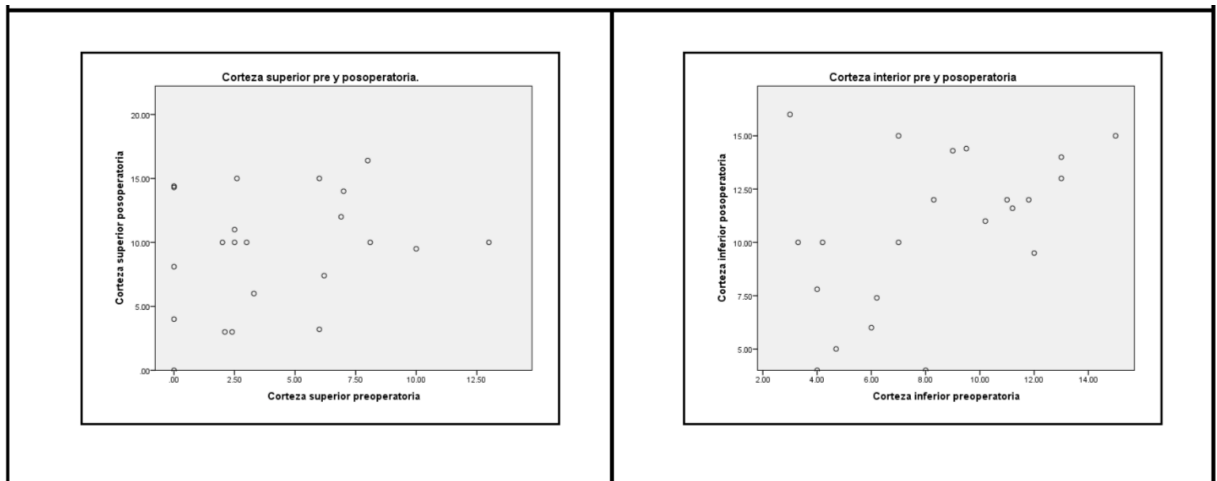 Corteza superior pre y posoperatoria.
Corteza superior posoperatoria
20.00
15.00
10.00
5.00
.00
.00 2.50 5.00 7.50 10.00 12.50
Corteza superior preoperatoria
Corteza interior pre y posoperatoria
Corteza inferior posoperatoria
15.00
12.50
10.00
7.50
5.00
2.00 4.00 6.00 8.00 10.00 12.00 14.00
Corteza inferior preoperatoria